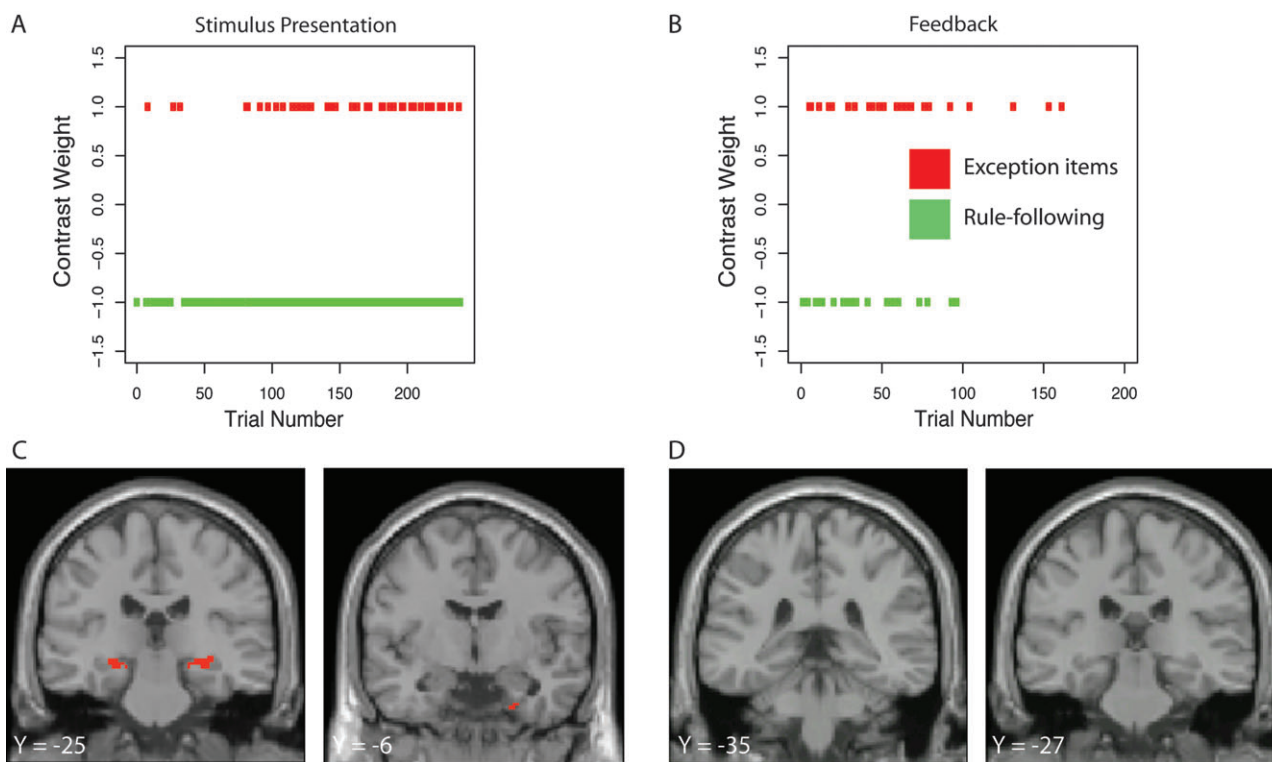 A
Stimulus Presentation
Contrast Weight
1.5
1.0
0.5
0.0
-0.5
-1.0
-1.5
0
50
100
150
200
Trial Number
B
Feedback
Contrast Weight
1.5
1.0
0.5
0.0
-0.5
-1.0
-1.5
Exception items
Rule-following
0
50
100
150
200
Trial Number
C
Y = -25
Y = -6
D
Y = -35
Y = -27